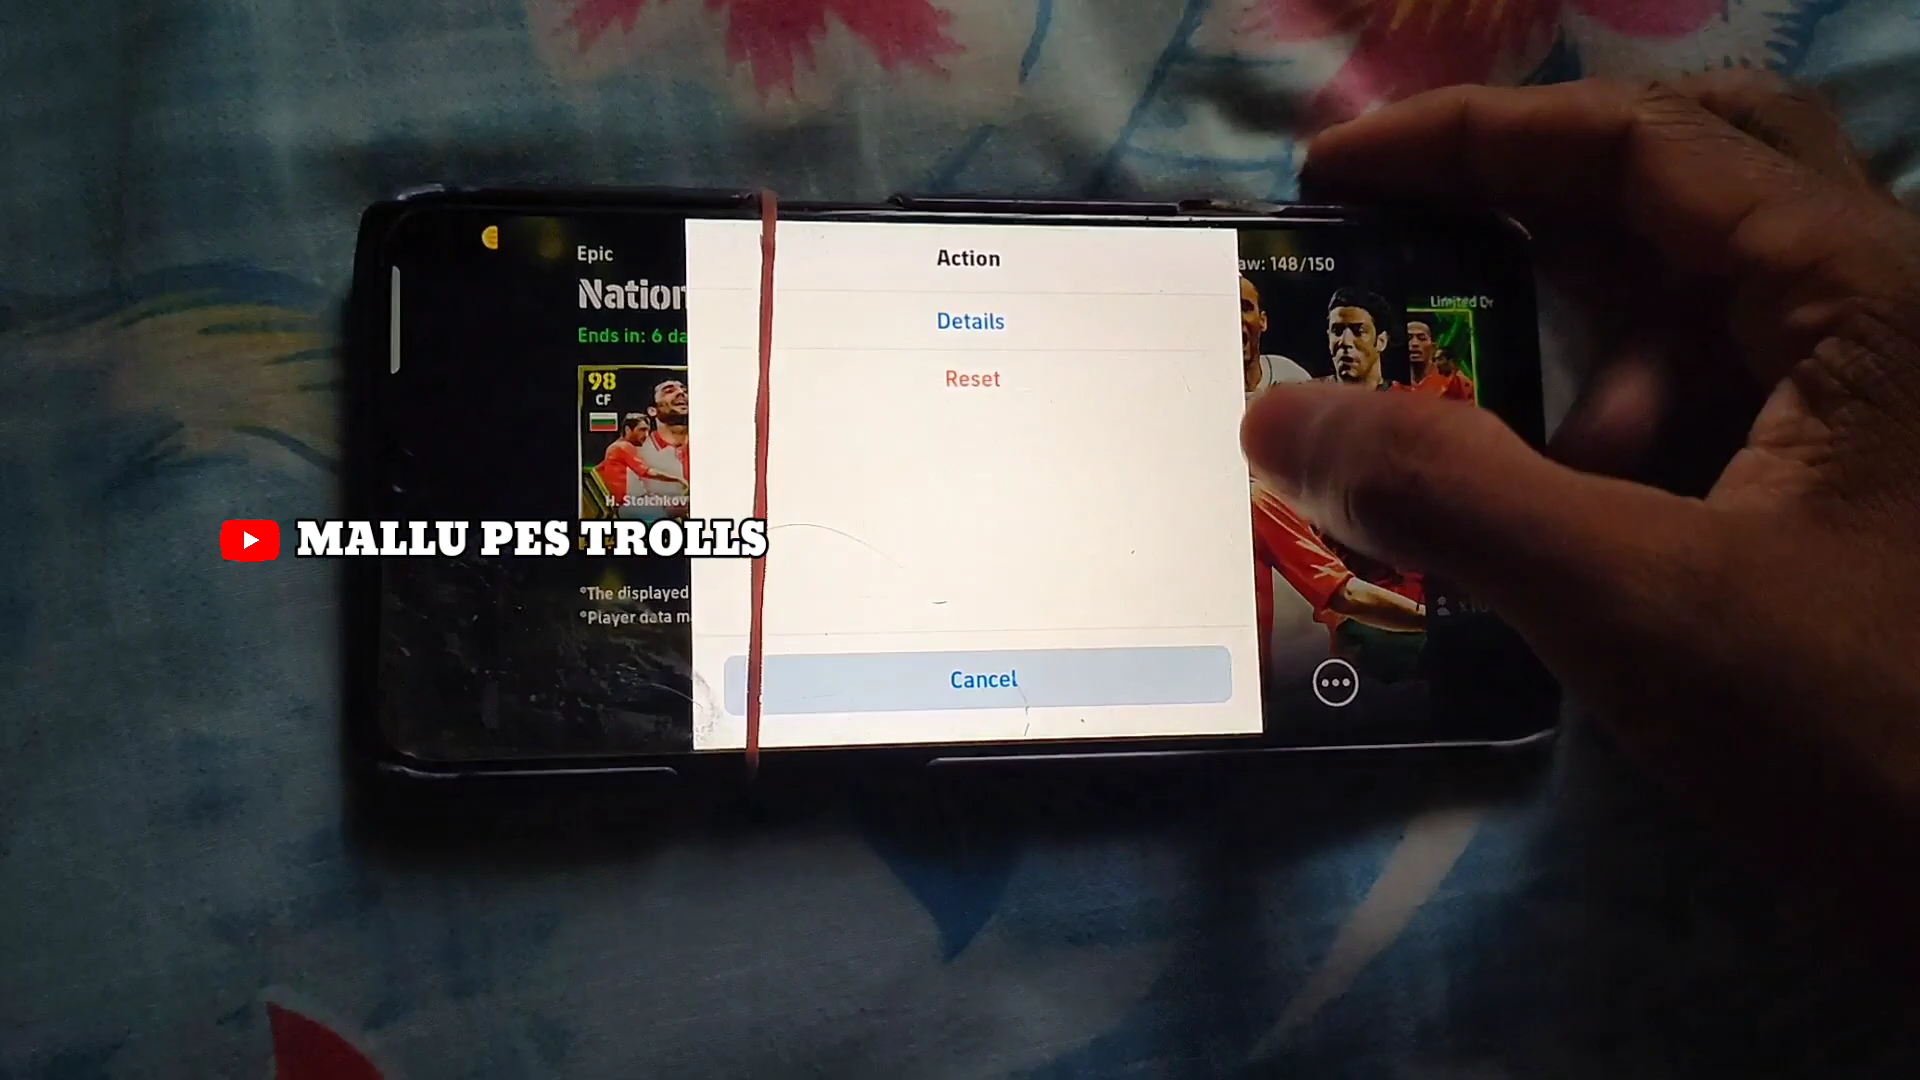 Epic
Nation
Ends in: 6 da
98
CF
H. Stoichkov
*The displayed
*Player data m
Action
Details
Reset
Cancel
aw: 148/150
Limited Dr
MALLU PES TROLLS